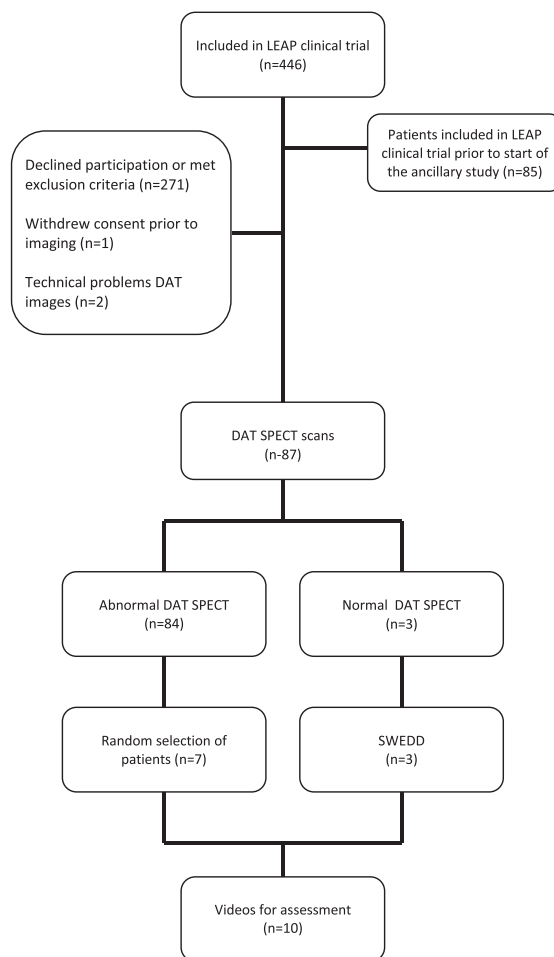 Included in LEAP clinical trial
(n=446)
Patients included in LEAP
clinical trial prior to start of
the ancillary study (n=85)
Declined participation or met
exclusion criteria (n=271)
Withdrew consent prior to
imaging (n=1)
Technical problems DAT
images (n=2)
DAT SPECT scans
(n-87)
Abnormal DAT SPECT
(n=84)
Normal DAT SPECT
(n=3)
Random selection of
patients (n=7)
SWEDD
(n=3)
Videos for assessment
(n=10)